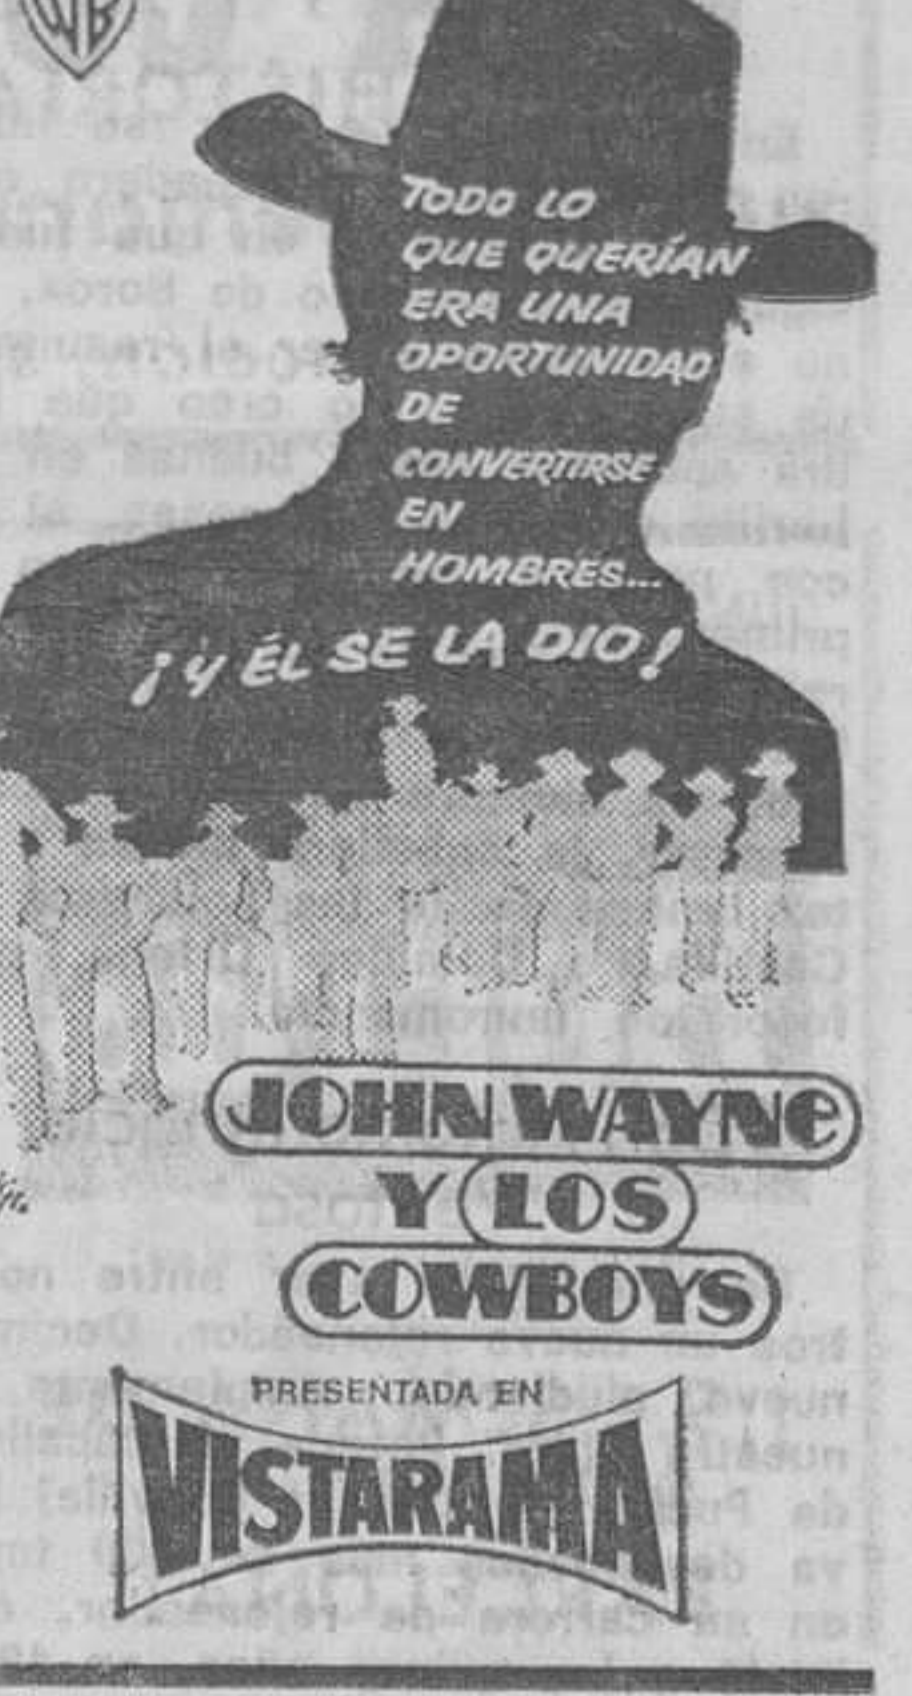 WB
TODO LO
QUE QUERÍAN
ERA UNA
OPORTUNIDAD
DE
CONVERTIRSE
EN
HOMBRES...
¡Y ÉL SE LA DIO!
JOHN WAYNE
Y LOS
COWBOYS
PRESENTADA EN
VISTARAMA